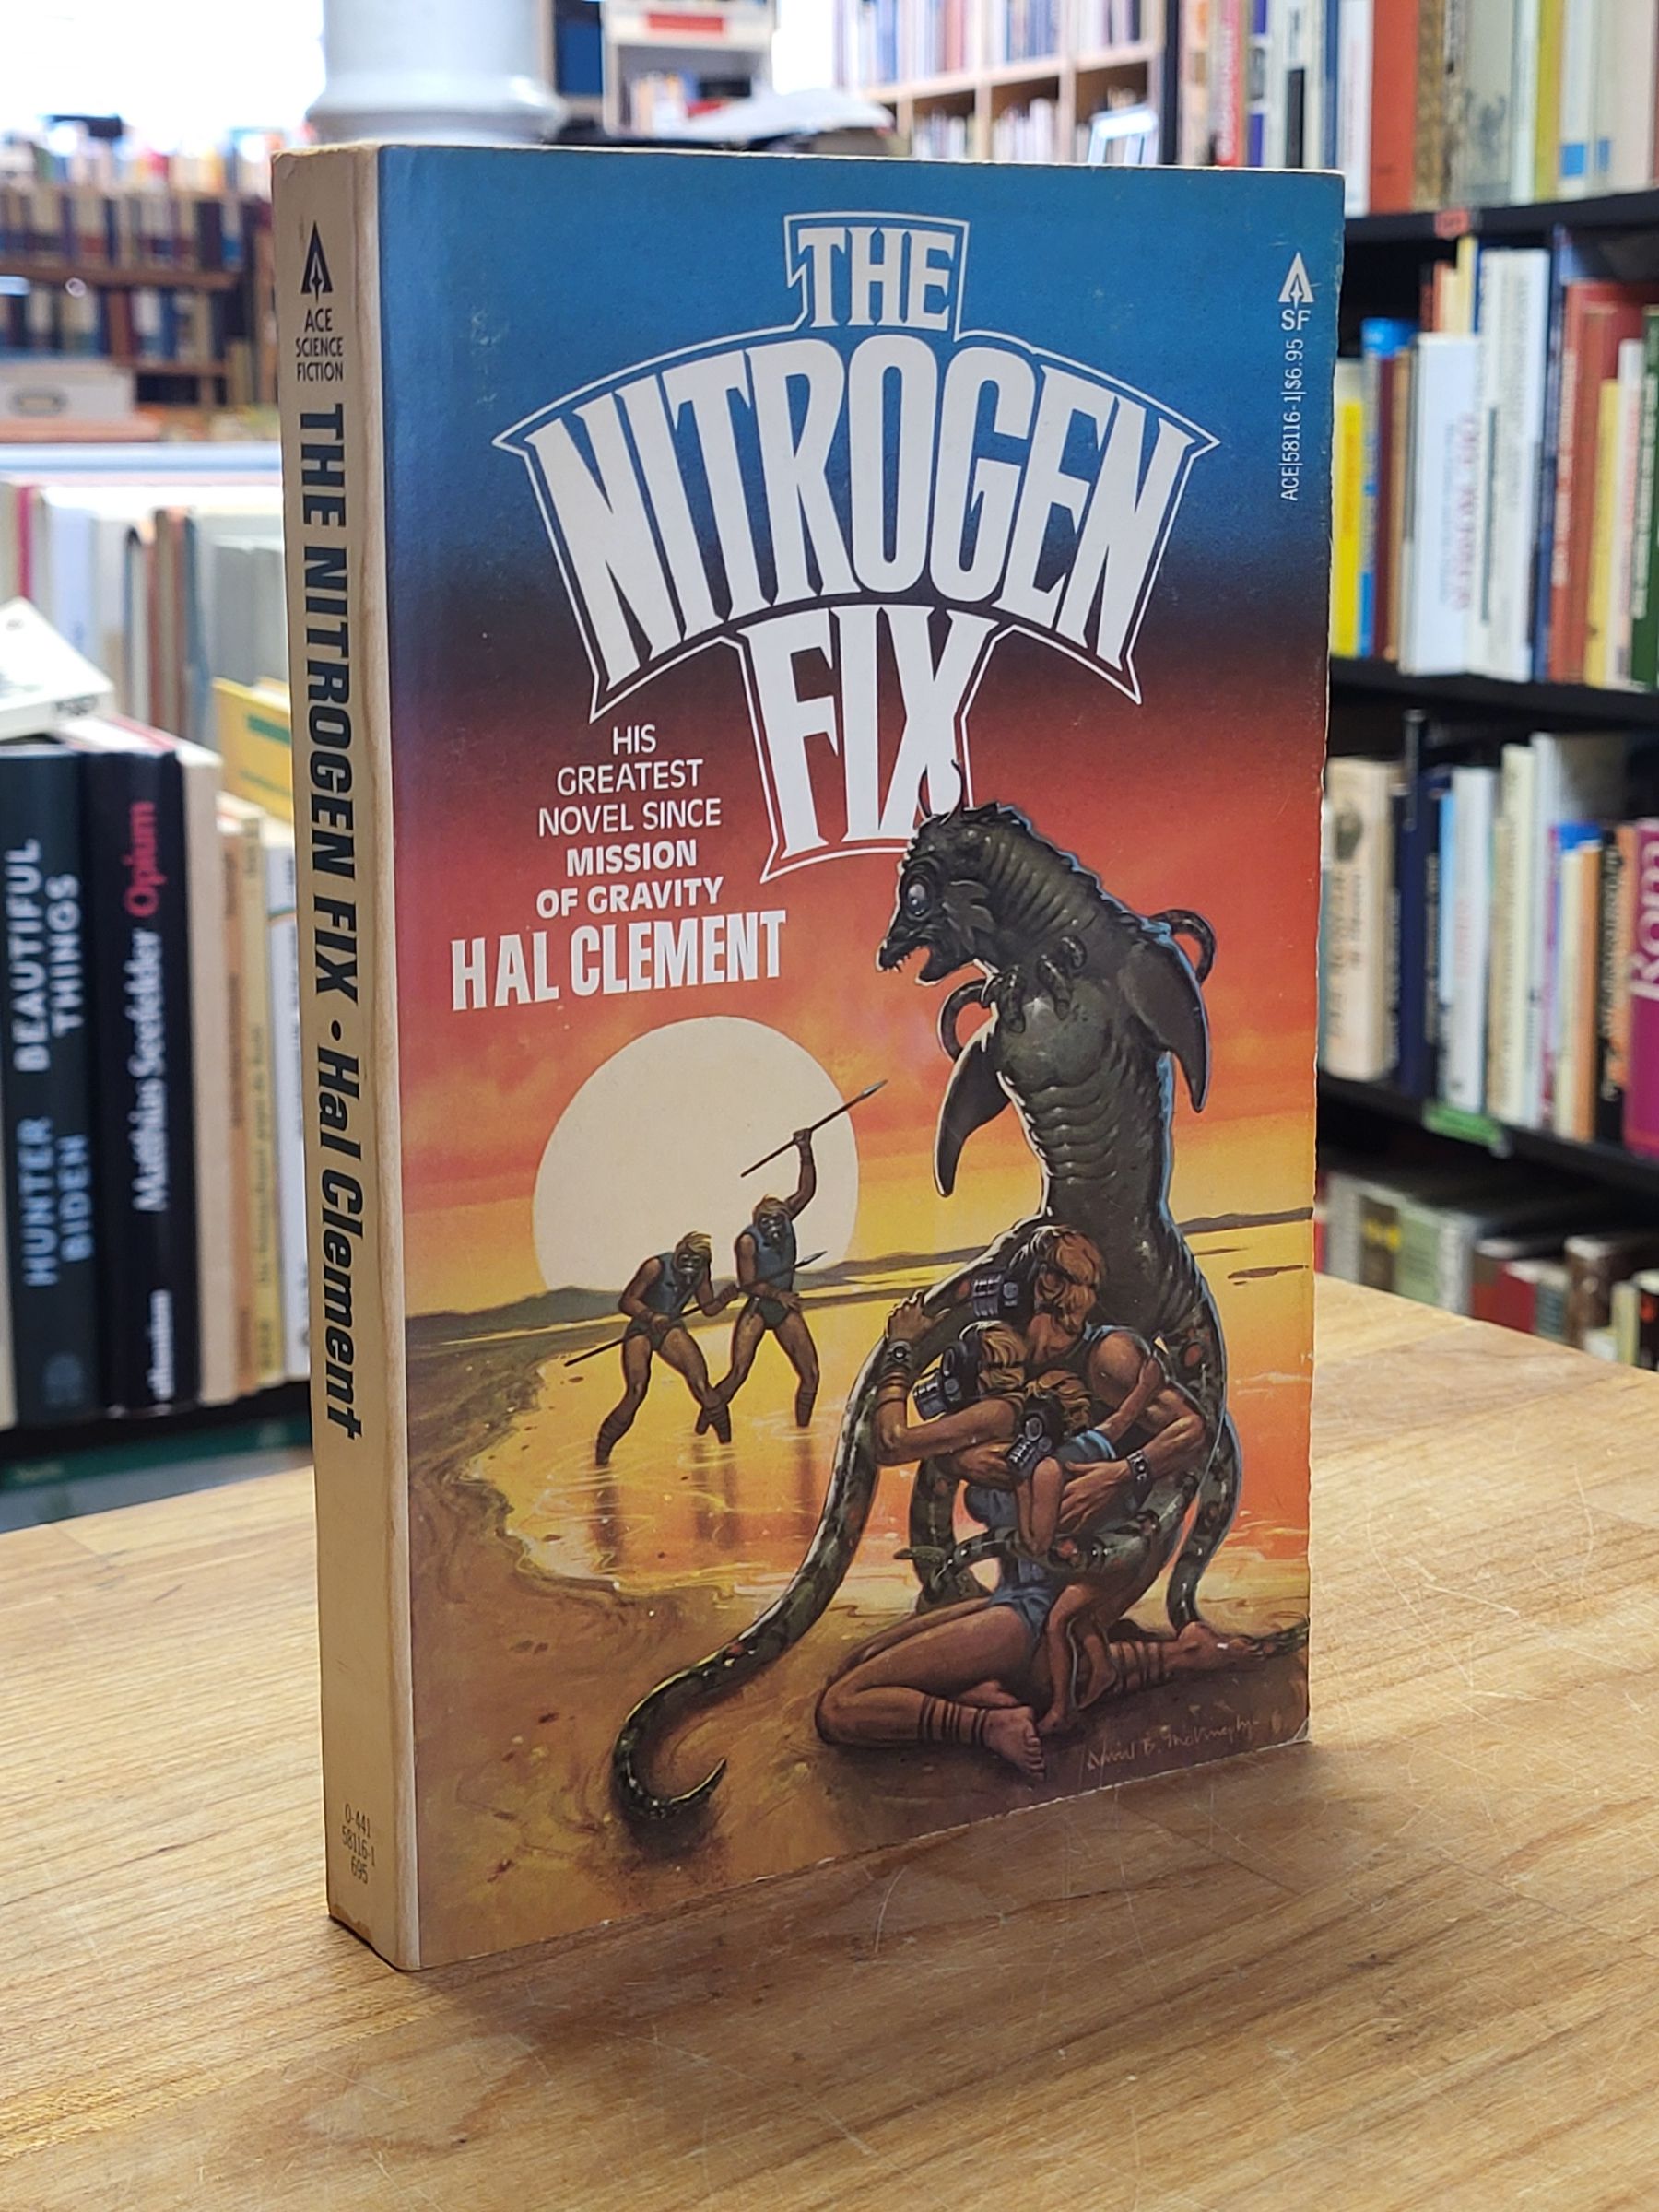 ACE
SCIENCE
FICTION
THE NITROGEN FIX • Hal Clement
0-441
58116-1
695
THE
NITROGEN
FIX
HIS
GREATEST
NOVEL SINCE
MISSION
OF GRAVITY
HAL CLEMENT
SF
ACE|58116-1|$6.95
HUNTER BEAUTIFUL
BIDEN THINGS
Matthias Seefelder Opium